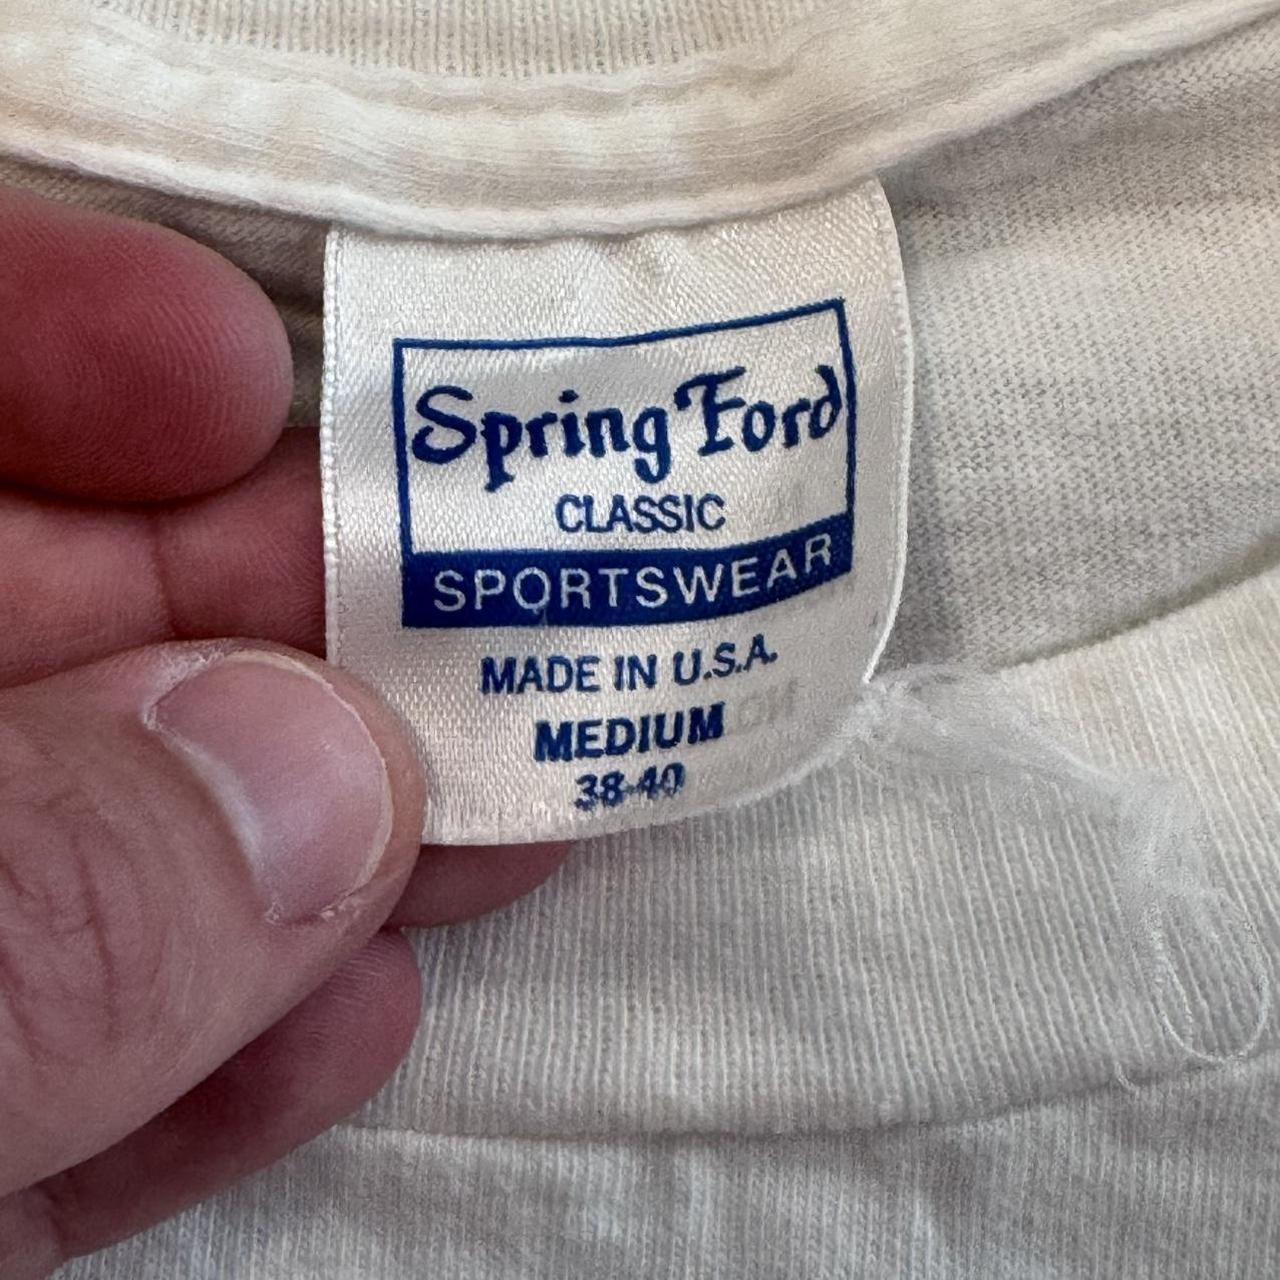 Spring Ford
CLASSIC
SPORTSWEAR
MADE IN U.S.A.
MEDIUM
38-40